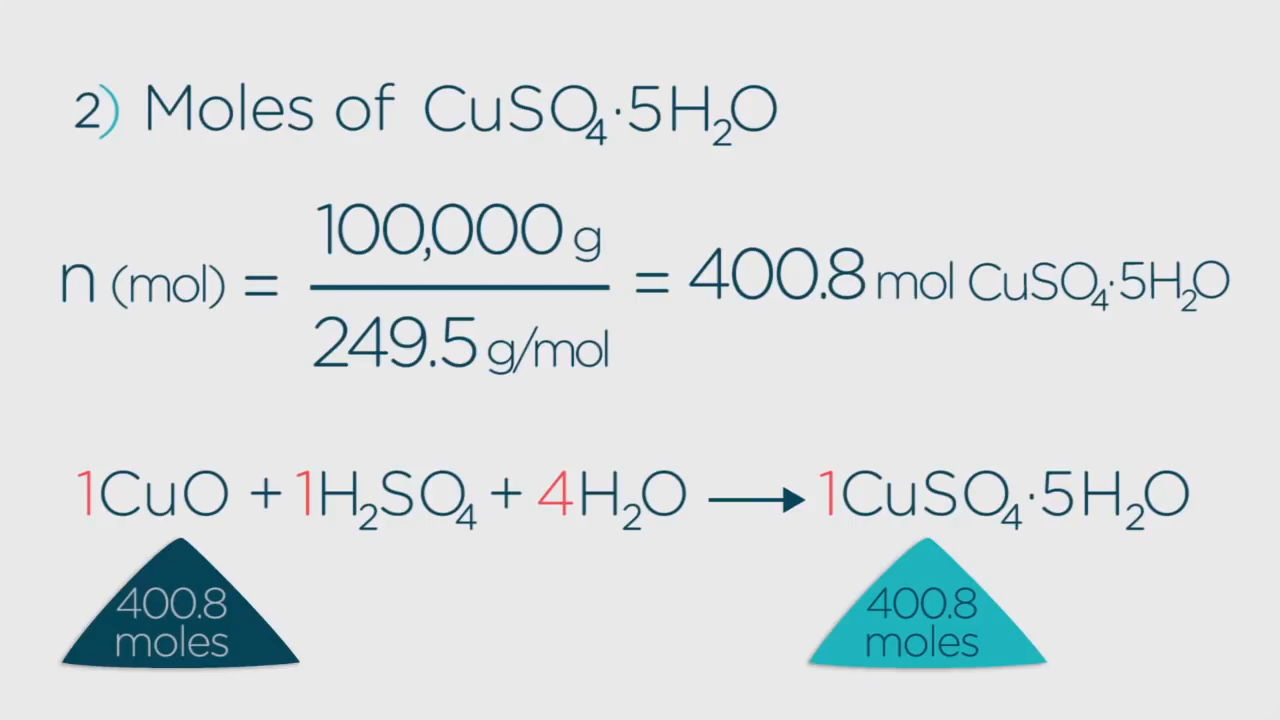 2) Moles of CuSO₄·5H₂O
100,000 g
n (mol) = = 400.8 mol CuSO₄·5H₂O
249.5 g/mol
1CuO + 1H₂SO₄ + 4H₂O → 1CuSO₄·5H₂O
400.8 400.8
moles moles